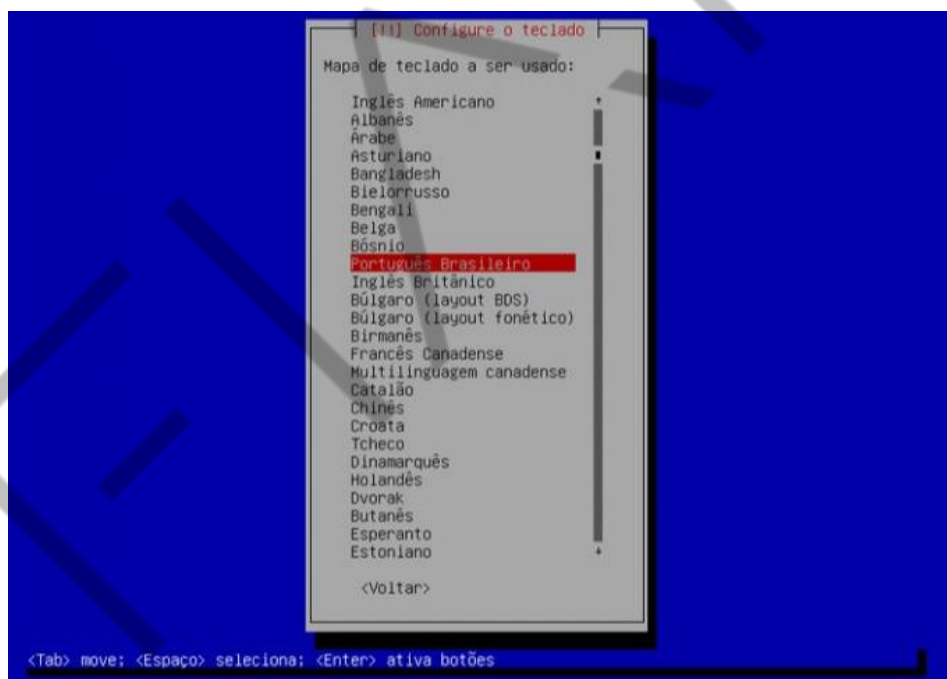 [!!] Configure o teclado
Mapa de teclado a ser usado:
Inglês Americano
Albanês
Árabe
Asturiano
Bangladesh
Bielorrusso
Bengali
Belga
Bósnio
Português Brasileiro
Inglês Britânico
Búlgaro (layout BDS)
Búlgaro (layout fonético)
Birmanês
Francês Canadense
Multilinguagem canadense
Catalão
Chinês
Croata
Tcheco
Dinamarquês
Holandês
Dvorak
Butanês
Esperanto
Estoniano
<Voltar>
<Tab> move; <Espaço> seleciona; <Enter> ativa botões